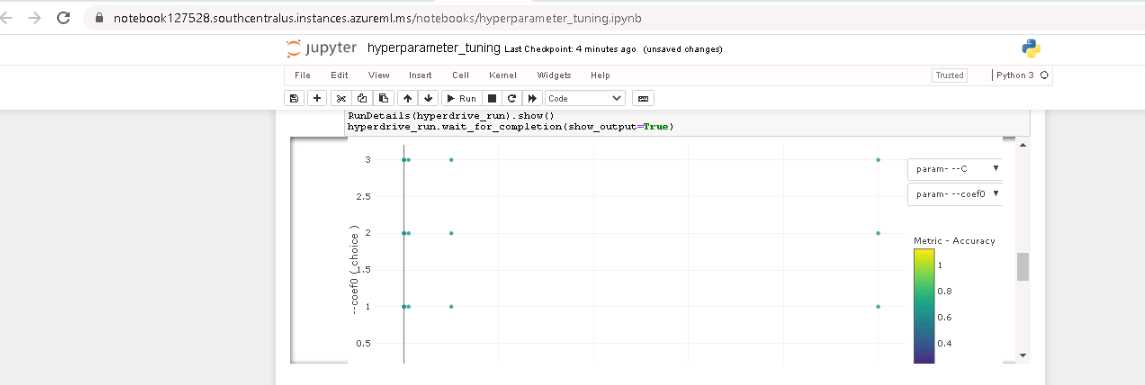 notebook127528.southcentralus.instances.azureml.ms/notebooks/hyperparameter_tuning.ipynb
jupyter hyperparameter_tuning Last Checkpoint: 4 minutes ago (unsaved changes)
File Edit View Insert Cell Kernel Widgets Help Trusted Python 3
Run Code
RunDetails(hyperdrive_run).show()
hyperdrive_run.wait_for_completion(show_output=True)
3
2.5
2
1.5
1
0.5
--coef0 ( _choice )
param- --C
param- --coef0
Metric - Accuracy
1
0.8
0.6
0.4